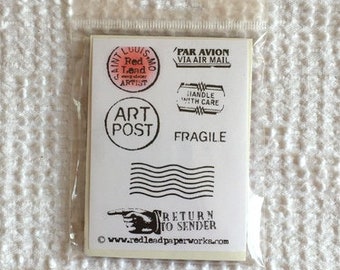 SAINT LOUIS, MO
Red
Lead
ARTIST
PAR AVION
VIA AIR MAIL
HANDLE
WITH CARE
ART
POST
FRAGILE
RETURN
TO SENDER
© www.redleadpaperworks.com